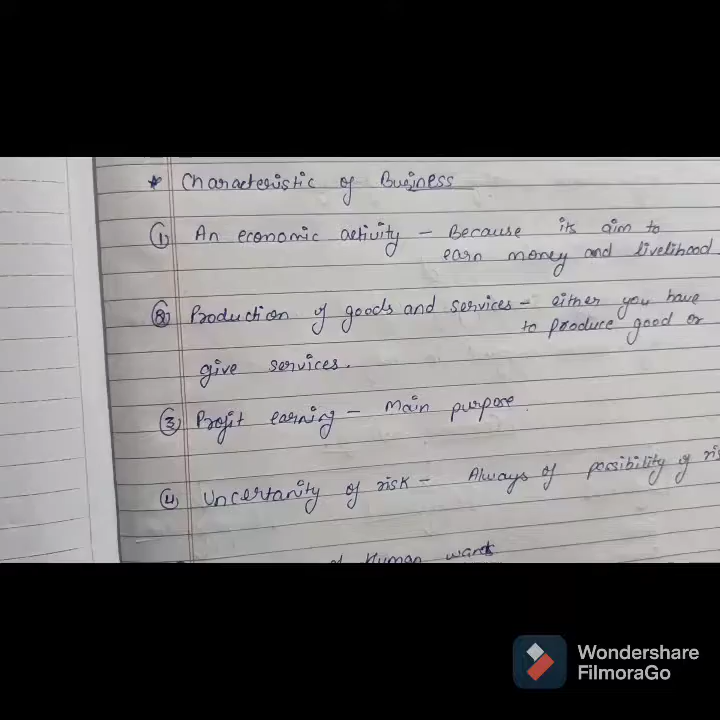 * Characteristic of Business
① An economic activity - Because its aim to
earn money and livelihood
② Production of goods and services - either you have
to produce good or
give services.
③ Profit earning - Main purpose.
④ Uncertanity of risk - Always of possibility of
of Human wants
Wondershare
FilmoraGo